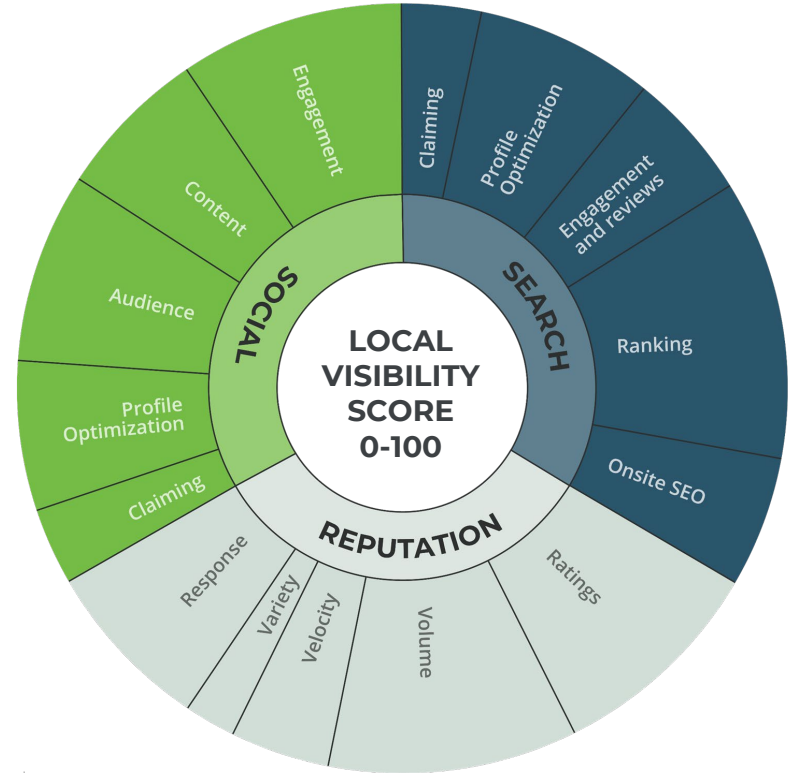 LOCAL
VISIBILITY
SCORE
0-100
SEARCH
Claiming
Profile
Optimization
Engagement
and reviews
Ranking
Onsite SEO
REPUTATION
Ratings
Volume
Velocity
Variety
Response
SOCIAL
Claiming
Profile
Optimization
Audience
Content
Engagement